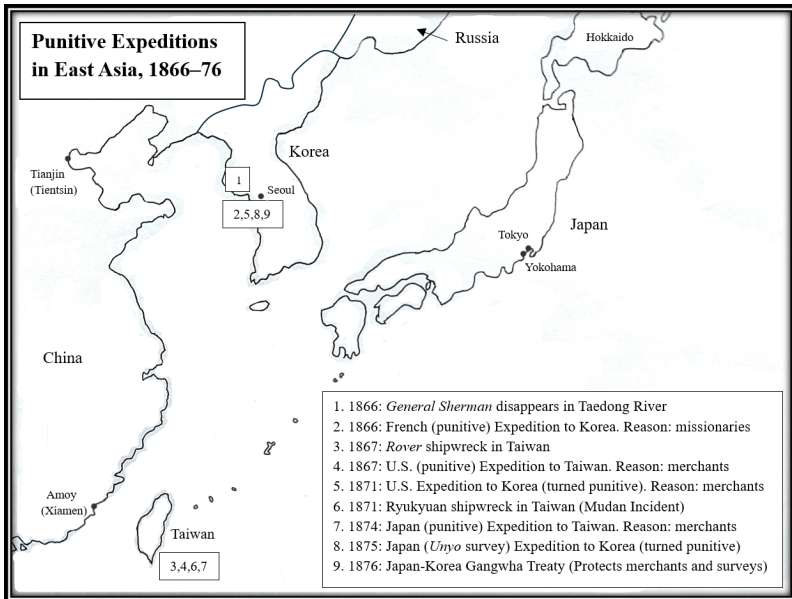 Punitive Expeditions
in East Asia, 1866–76
Russia
Hokkaido
Korea
Tianjin
(Tientsin)
1
Seoul
2,5,8,9
Japan
Tokyo
Yokohama
China
Amoy
(Xiamen)
Taiwan
3,4,6,7
1. 1866: General Sherman disappears in Taedong River
2. 1866: French (punitive) Expedition to Korea. Reason: missionaries
3. 1867: Rover shipwreck in Taiwan
4. 1867: U.S. (punitive) Expedition to Taiwan. Reason: merchants
5. 1871: U.S. Expedition to Korea (turned punitive). Reason: merchants
6. 1871: Ryukyuan shipwreck in Taiwan (Mudan Incident)
7. 1874: Japan (punitive) Expedition to Taiwan. Reason: merchants
8. 1875: Japan (Unyo survey) Expedition to Korea (turned punitive)
9. 1876: Japan-Korea Gangwha Treaty (Protects merchants and surveys)